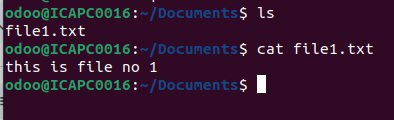 odoo@ICAPC0016:~/Documents$ ls
file1.txt
odoo@ICAPC0016:~/Documents$ cat file1.txt
this is file no 1
odoo@ICAPC0016:~/Documents$